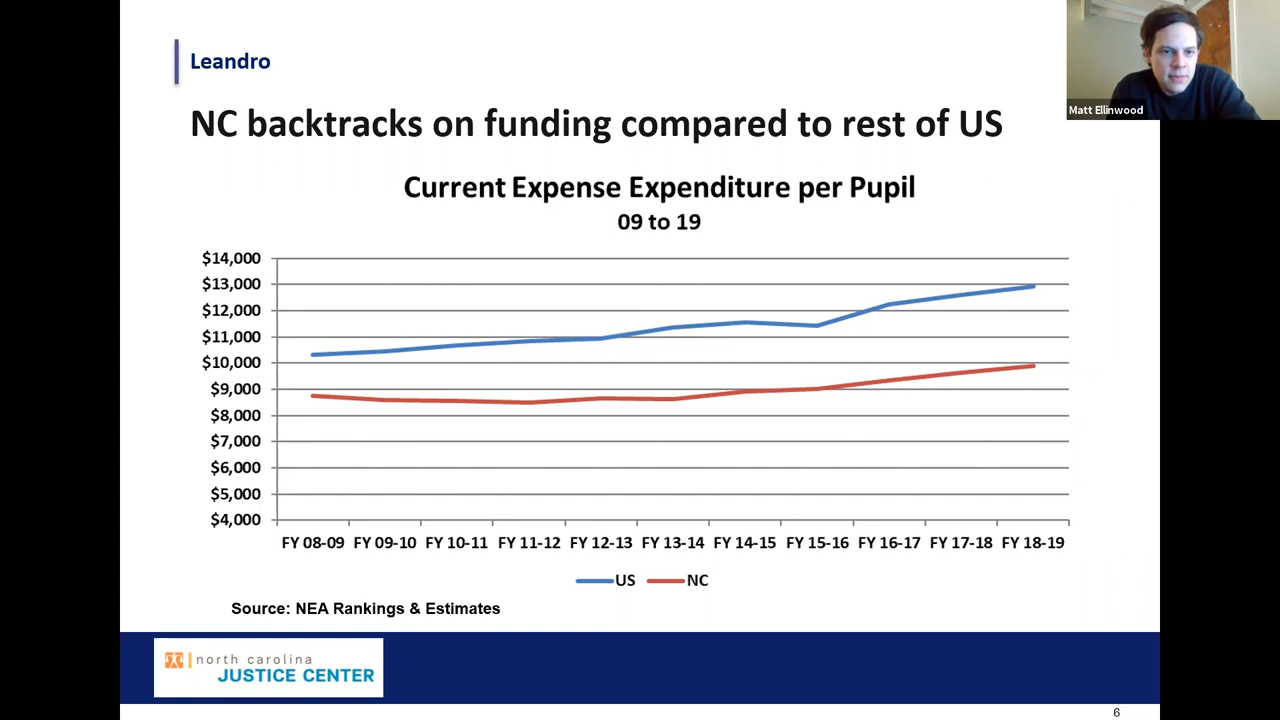 Leandro
Matt Ellinwood
NC backtracks on funding compared to rest of US
Current Expense Expenditure per Pupil
09 to 19
$14,000
$13,000
$12,000
$11,000
$10,000
$9,000
$8,000
$7,000
$6,000
$5,000
$4,000
FY 08-09 FY 09-10 FY 10-11 FY 11-12 FY 12-13 FY 13-14 FY 14-15 FY 15-16 FY 16-17 FY 17-18 FY 18-19
US NC
Source: NEA Rankings & Estimates
north carolina
JUSTICE CENTER
6